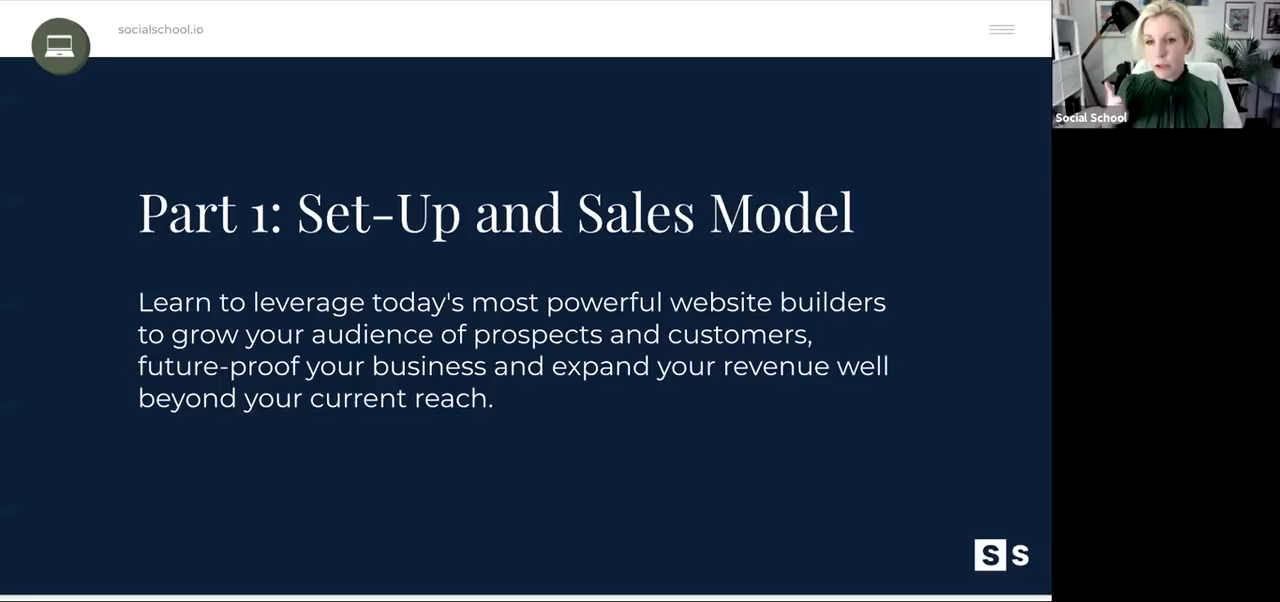 socialschool.io
Social School
Part 1: Set-Up and Sales Model
Learn to leverage today's most powerful website builders
to grow your audience of prospects and customers,
future-proof your business and expand your revenue well
beyond your current reach.
S S